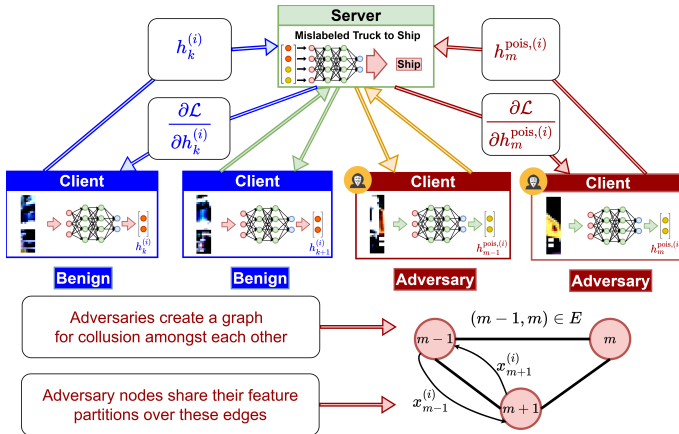 Server
Mislabeled Truck to Ship
Ship
h_k^{(i)}
h_m^{pois,(i)}
∂L/∂h_k^{(i)}
∂L/∂h_m^{pois,(i)}
Client
h_k^{(i)}
Benign
Client
h_{k+1}^{(i)}
Benign
Client
h_{m-1}^{pois,(i)}
Adversary
Client
h_m^{pois,(i)}
Adversary
Adversaries create a graph
for collusion amongst each other
Adversary nodes share their feature
partitions over these edges
(m − 1, m) ∈ E
m − 1
m
x_{m+1}^{(i)}
x_{m-1}^{(i)}
m + 1